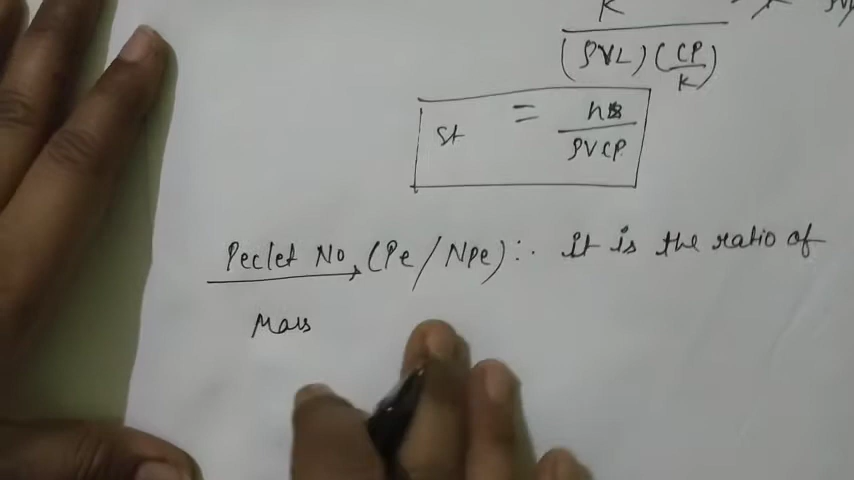 K
(ρVL) (CP/K)
St = h/ρVCP
Peclet No, (Pe/NPe):. it is the ratio of
Mass